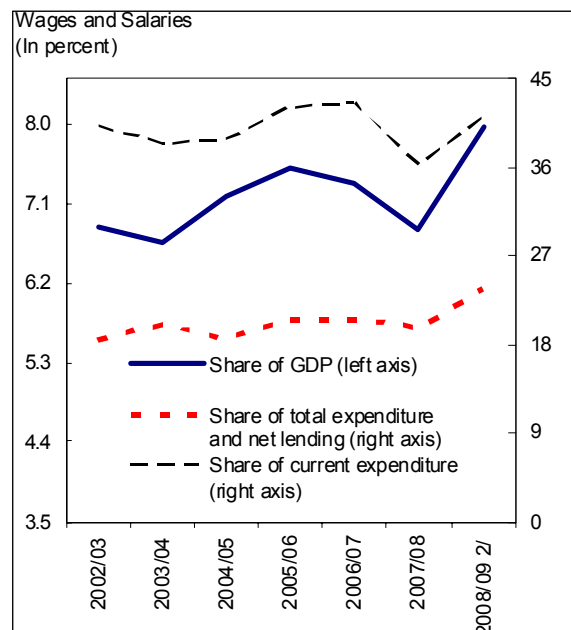 Wages and Salaries
(In percent)
8.0
7.1
6.2
5.3
4.4
3.5
45
36
27
18
9
0
Share of GDP (left axis)
Share of total expenditure
and net lending (right axis)
Share of current expenditure
(right axis)
2002/03
2003/04
2004/05
2005/06
2006/07
2007/08
2008/09 2/